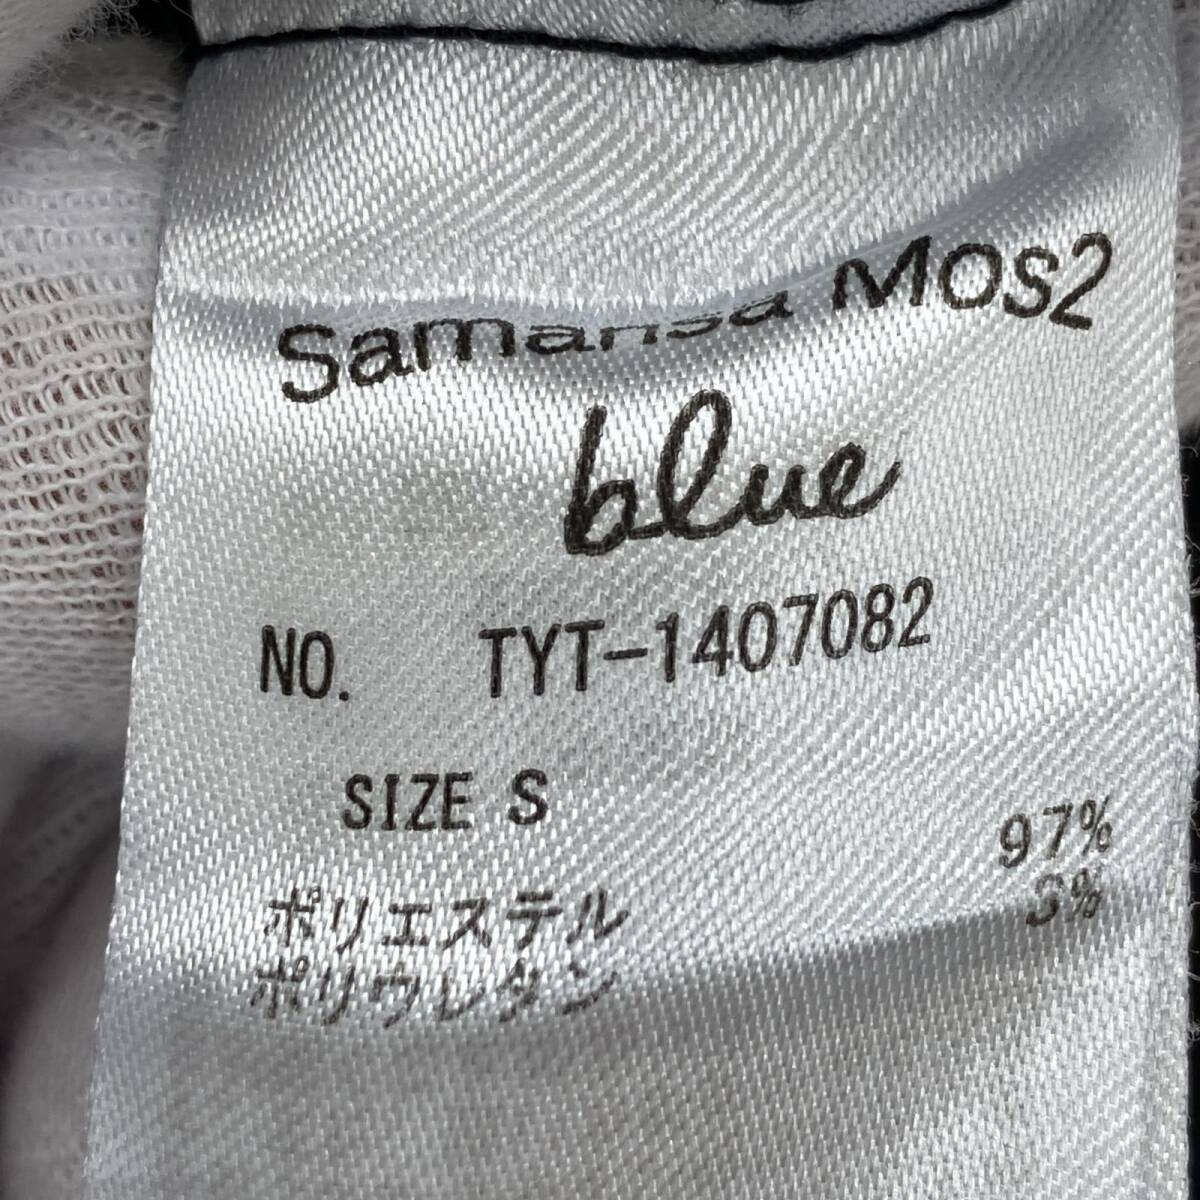 Samansa Mos2
blue
NO. TYT-1407082
SIZE S
ポリエステル 97%
ポリウレタン 3%